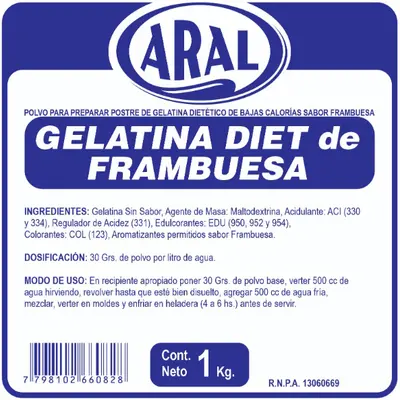 ARAL
POLVO PARA PREPARAR POSTRE DE GELATINA DIETÉTICO DE BAJAS CALORÍAS SABOR FRAMBUESA
GELATINA DIET de
FRAMBUESA
INGREDIENTES: Gelatina Sin Sabor, Agente de Masa: Maltodextrina, Acidulante: ACI (330
y 334), Regulador de Acidez (331), Edulcorantes: EDU (950, 952 y 954),
Colorantes: COL (123), Aromatizantes permitidos sabor Frambuesa.
DOSIFICACIÓN: 30 Grs. de polvo por litro de agua.
MODO DE USO: En recipiente apropiado poner 30 Grs. de polvo base, verter 500 cc de
agua hirviendo, revolver hasta que esté bien disuelto, agregar 500 cc de agua fria,
mezclar, verter en moldes y enfriar en heladera (4 a 6 hs.) antes de servir.
7 798102 660828
Cont. Neto 1 Kg.
R.N.P.A. 13060669